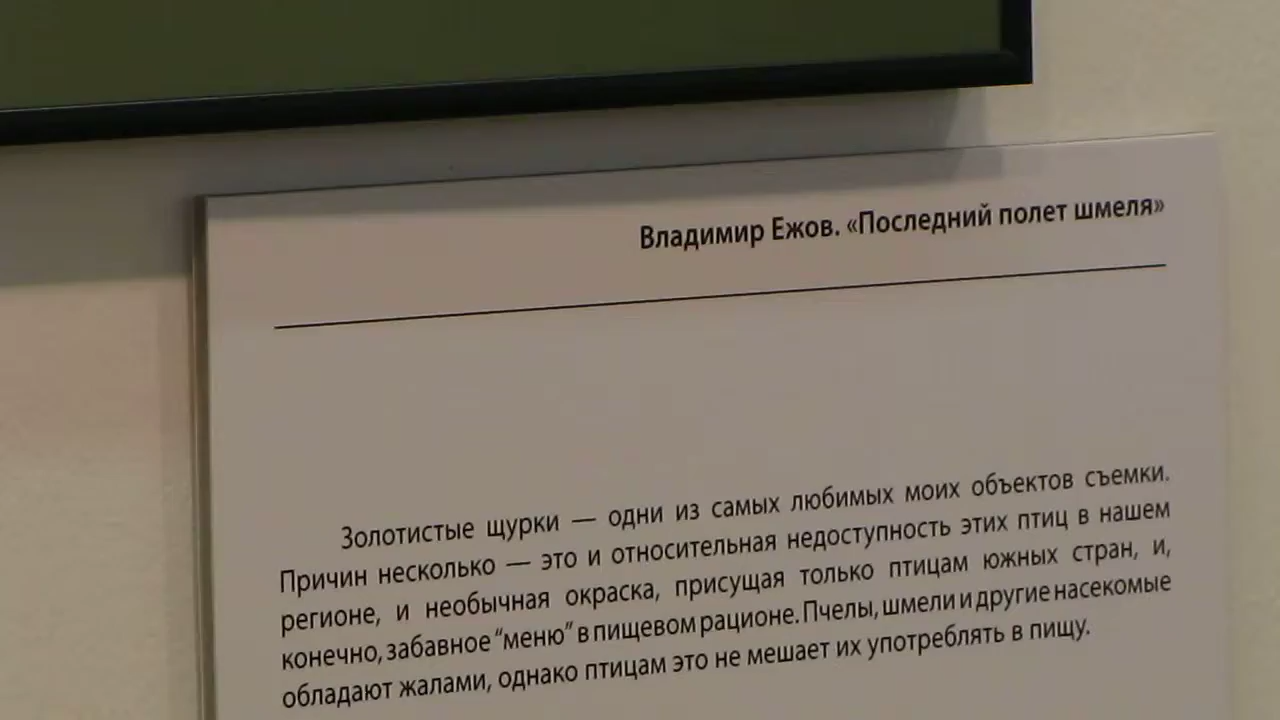 Владимир Ежов. «Последний полет шмеля»
Золотистые щурки — одни из самых любимых моих объектов съемки.
Причин несколько — это и относительная недоступность этих птиц в нашем
регионе, и необычная окраска, присущая только птицам южных стран, и,
конечно, забавное “меню” в пищевом рационе. Пчелы, шмели и другие насекомые
обладают жалами, однако птицам это не мешает их употреблять в пищу.